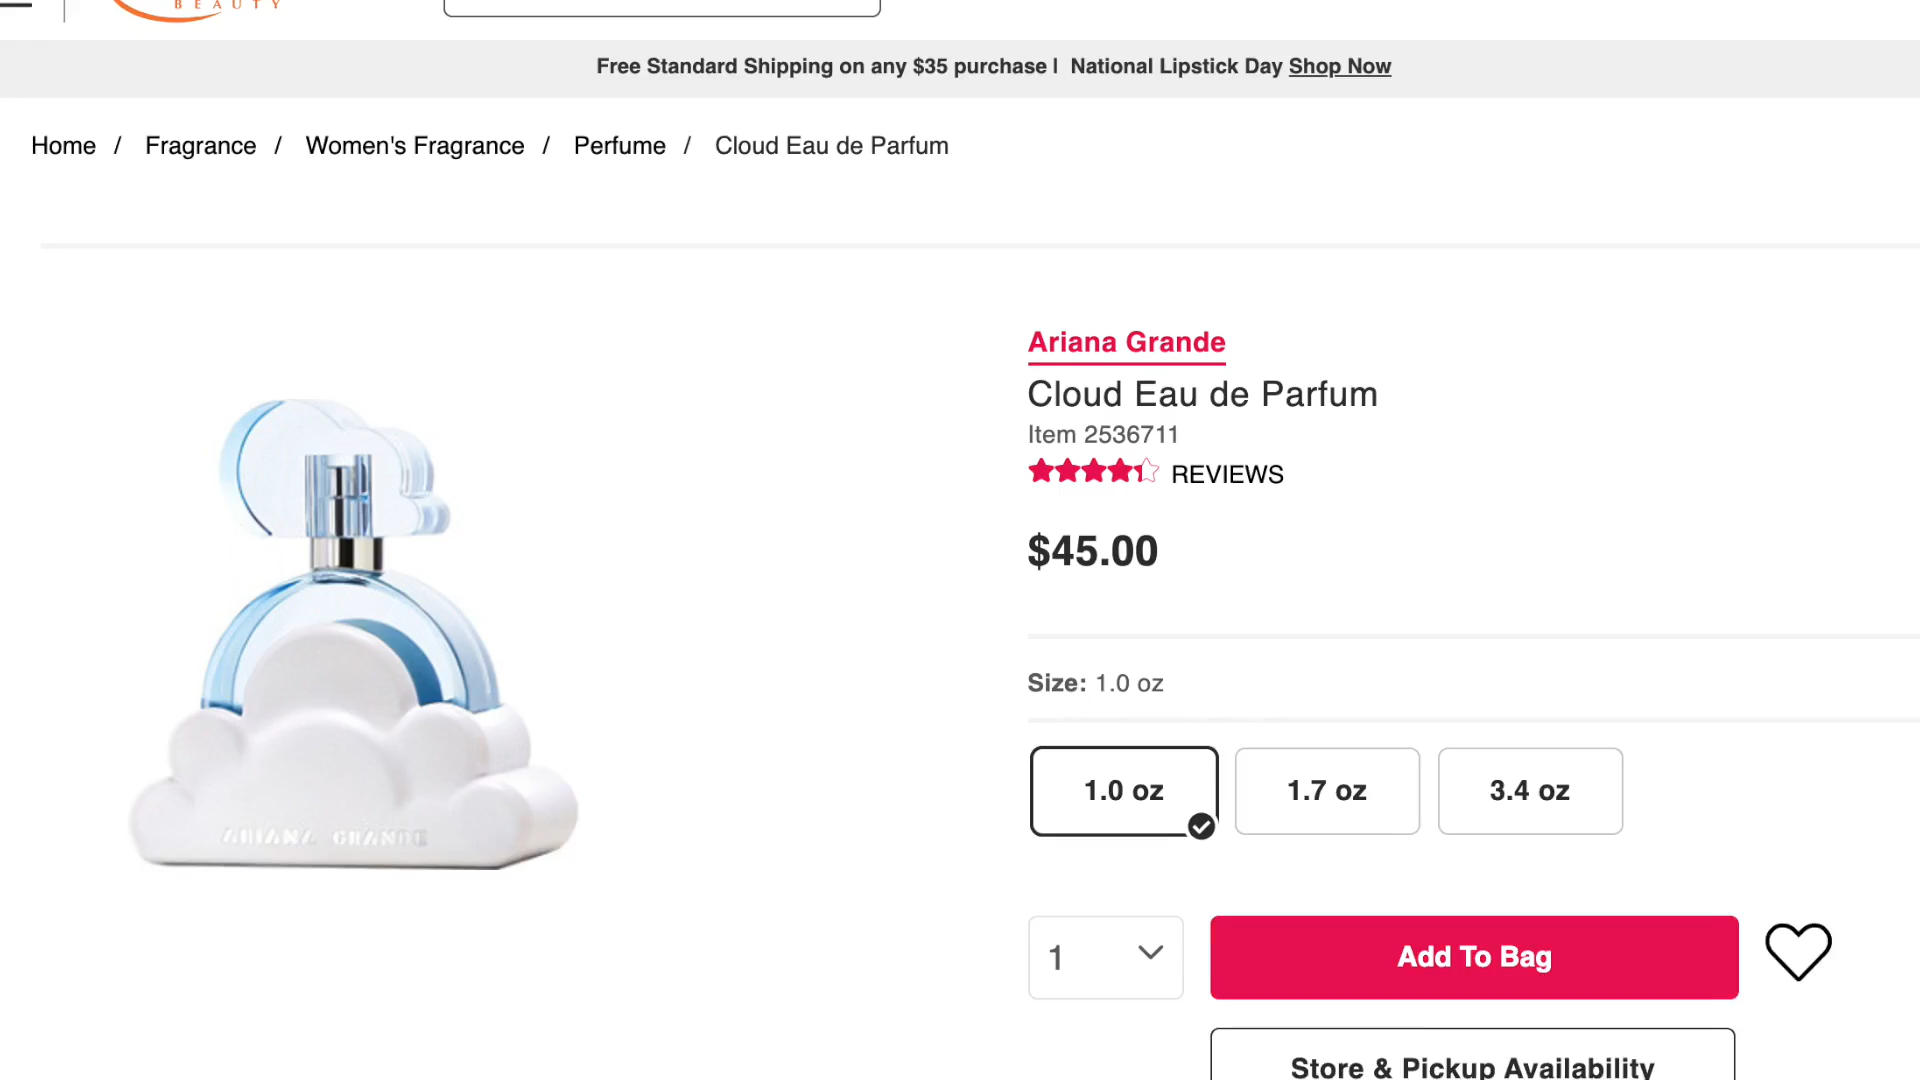 BEAUTY
Free Standard Shipping on any $35 purchase | National Lipstick Day Shop Now
Home / Fragrance / Women's Fragrance / Perfume / Cloud Eau de Parfum
Ariana Grande
Cloud Eau de Parfum
Item 2536711
REVIEWS
$45.00
Size: 1.0 oz
1.0 oz 1.7 oz 3.4 oz
ARIANA GRANDE
1 Add To Bag
Store & Pickup Availability